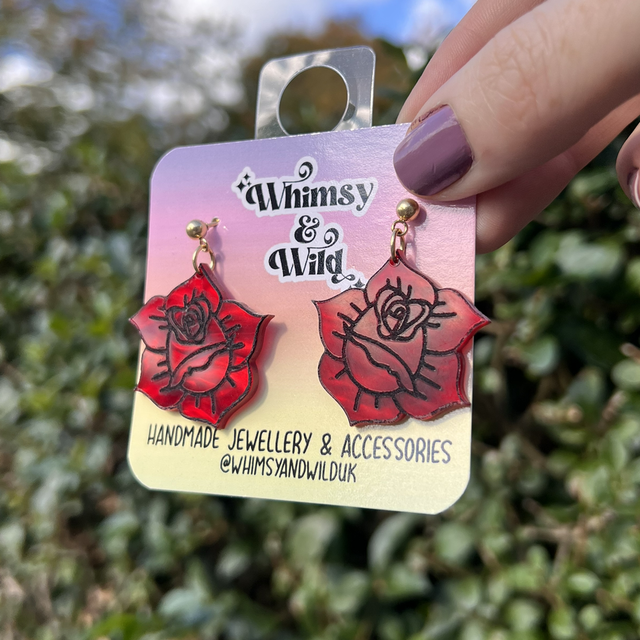 Whimsy
&
Wild
HANDMADE JEWELLERY & ACCESSORIES
@WHIMSYANDWILDUK